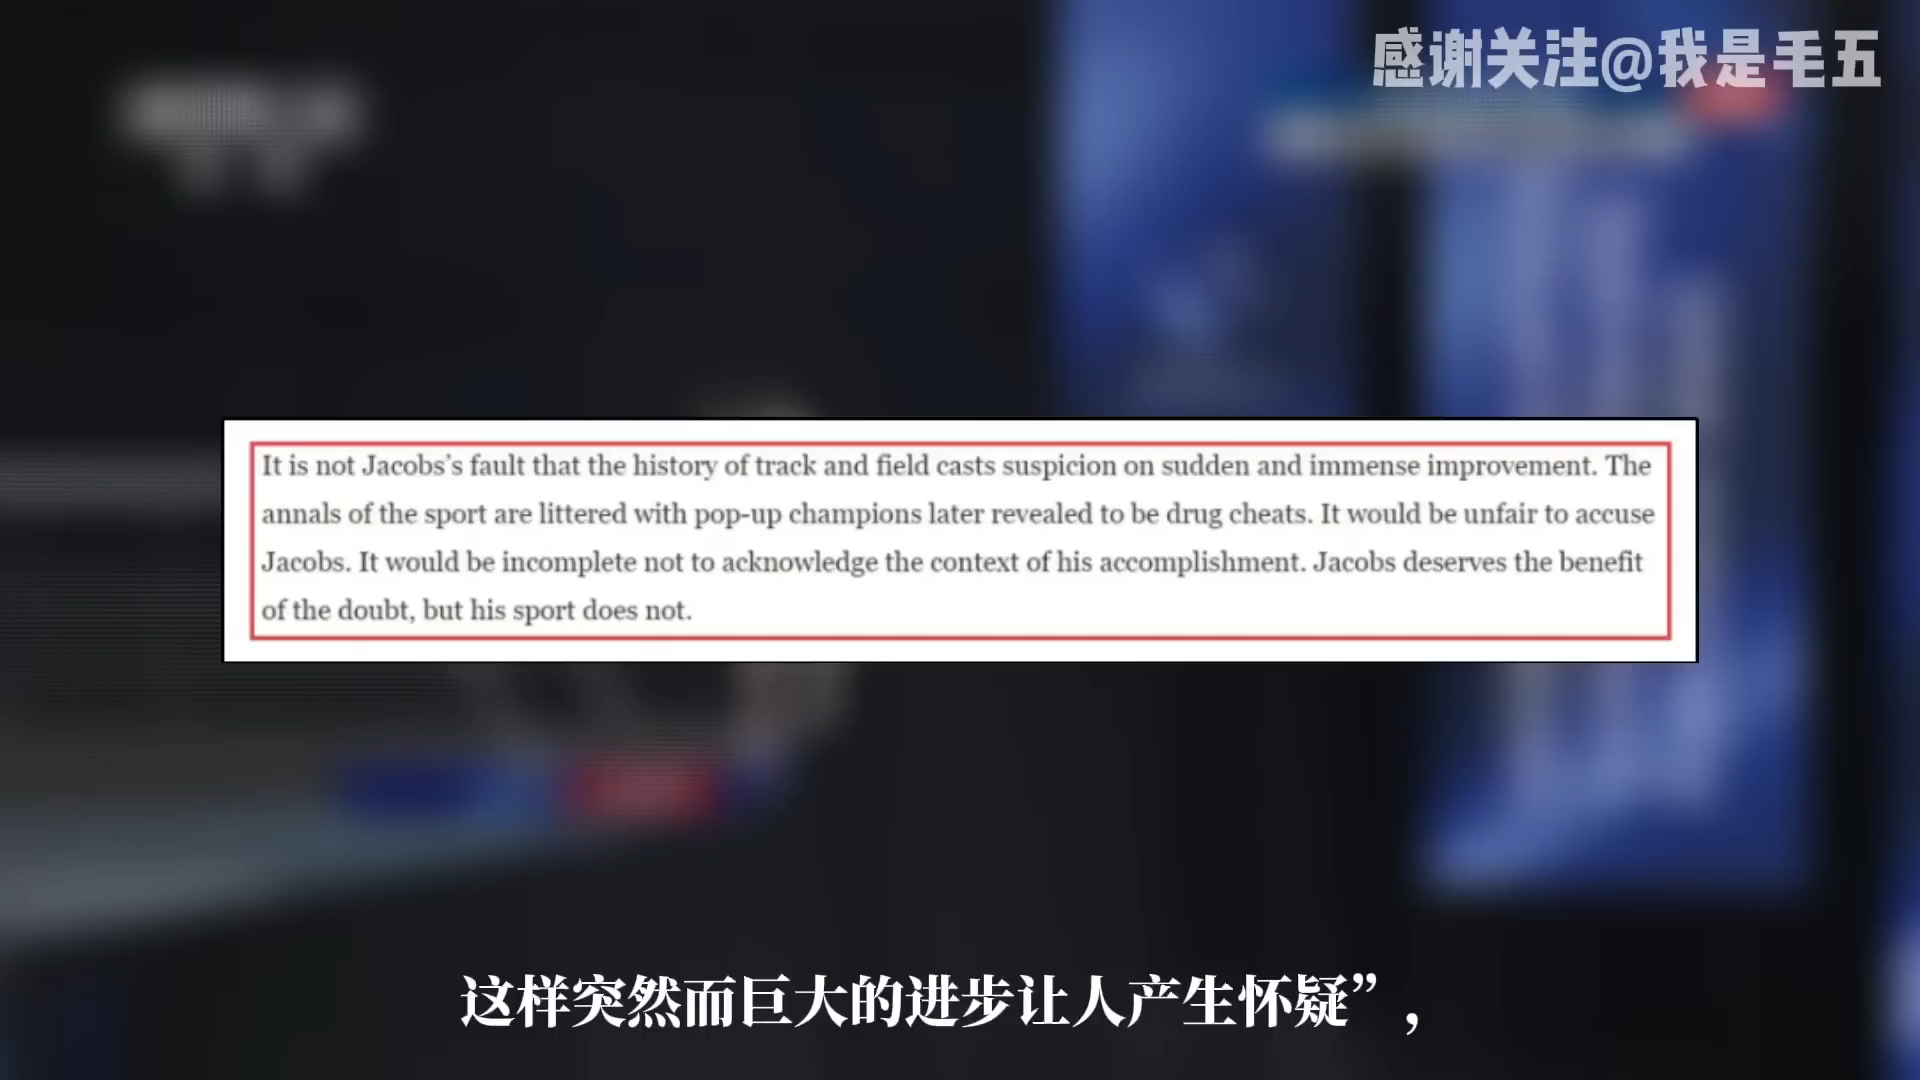 感谢关注@我是毛五
It is not Jacobs’s fault that the history of track and field casts suspicion on sudden and immense improvement. The
annals of the sport are littered with pop-up champions later revealed to be drug cheats. It would be unfair to accuse
Jacobs. It would be incomplete not to acknowledge the context of his accomplishment. Jacobs deserves the benefit
of the doubt, but his sport does not.
这样突然而巨大的进步让人产生怀疑”，